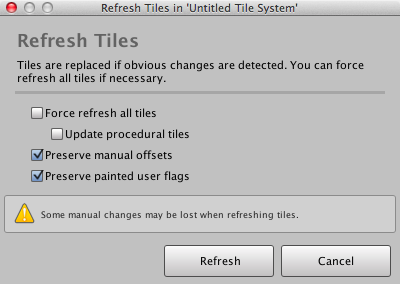 Refresh Tiles in 'Untitled Tile System'
Refresh Tiles
Tiles are replaced if obvious changes are detected. You can force
refresh all tiles if necessary.
Force refresh all tiles
Update procedural tiles
Preserve manual offsets
Preserve painted user flags
Some manual changes may be lost when refreshing tiles.
Refresh
Cancel